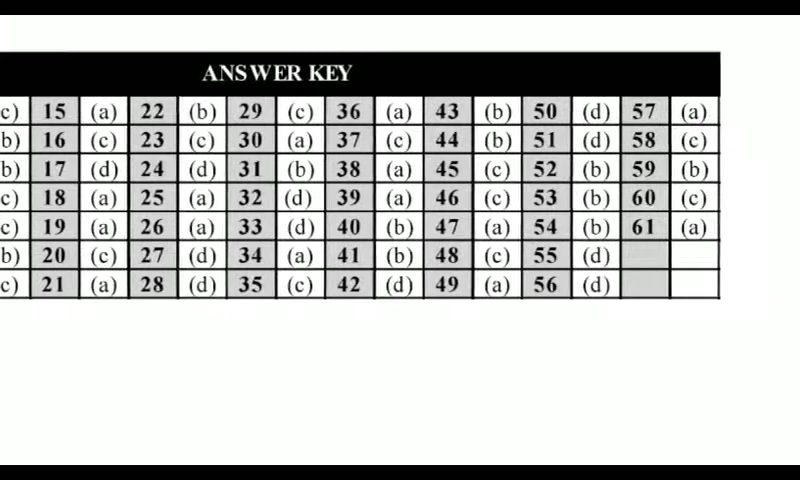 ANSWER KEY
c) 15 (a) 22 (b) 29 (c) 36 (a) 43 (b) 50 (d) 57 (a)
b) 16 (c) 23 (c) 30 (a) 37 (c) 44 (b) 51 (d) 58 (c)
b) 17 (d) 24 (d) 31 (b) 38 (a) 45 (c) 52 (b) 59 (b)
c) 18 (a) 25 (a) 32 (d) 39 (a) 46 (c) 53 (b) 60 (c)
c) 19 (a) 26 (a) 33 (d) 40 (b) 47 (a) 54 (b) 61 (a)
b) 20 (c) 27 (d) 34 (a) 41 (b) 48 (c) 55 (d)
c) 21 (a) 28 (d) 35 (c) 42 (d) 49 (a) 56 (d)